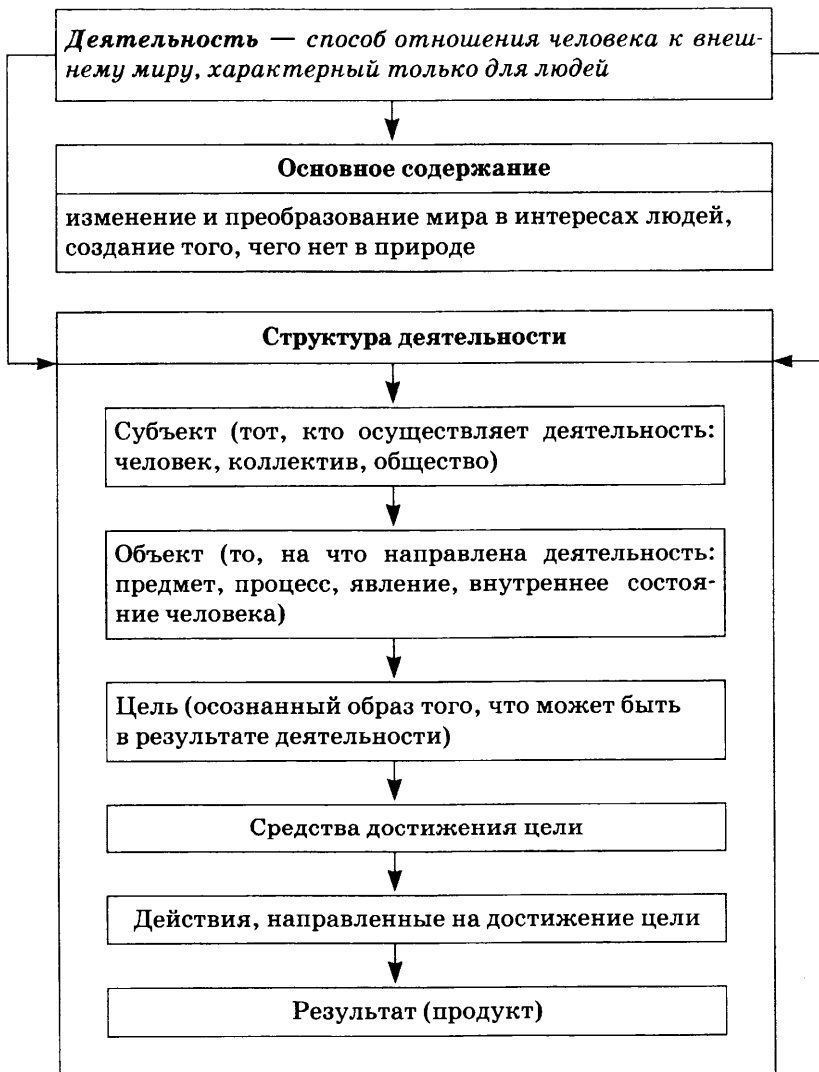 Деятельность — способ отношения человека к внеш-
нему миру, характерный только для людей
Основное содержание
изменение и преобразование мира в интересах людей,
создание того, чего нет в природе
Структура деятельности
Субъект (тот, кто осуществляет деятельность:
человек, коллектив, общество)
Объект (то, на что направлена деятельность:
предмет, процесс, явление, внутреннее состоя-
ние человека)
Цель (осознанный образ того, что может быть
в результате деятельности)
Средства достижения цели
Действия, направленные на достижение цели
Результат (продукт)